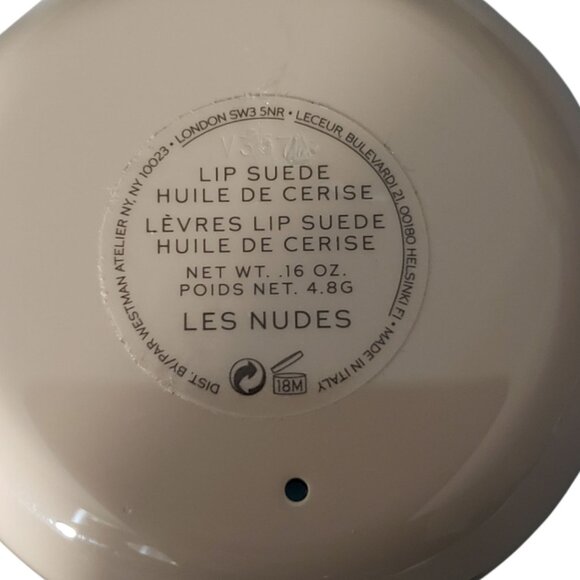 LIP SUEDE
HUILE DE CERISE
LÈVRES LIP SUEDE
HUILE DE CERISE
NET WT. .16 OZ.
POIDS NET. 4.8G
LES NUDES
18M
DIST. BY/PAR WESTMAN ATELIER NY, NY 10023 • LONDON SW3 5NR • LECEUR, BULEVARDI 21, 00180 HELSINKI FI • MADE IN ITALY